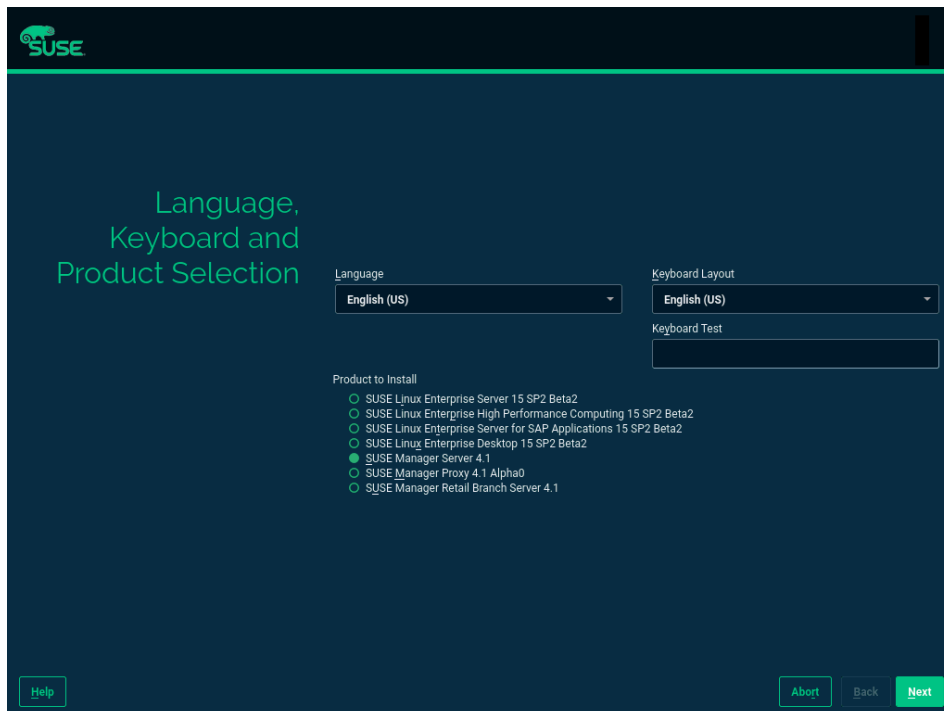 SUSE
Language,
Keyboard and
Product Selection
Language
Keyboard Layout
English (US)
English (US)
Keyboard Test
Product to Install
SUSE Linux Enterprise Server 15 SP2 Beta2
SUSE Linux Enterprise High Performance Computing 15 SP2 Beta2
SUSE Linux Enterprise Server for SAP Applications 15 SP2 Beta2
SUSE Linux Enterprise Desktop 15 SP2 Beta2
SUSE Manager Server 4.1
SUSE Manager Proxy 4.1 Alpha0
SUSE Manager Retail Branch Server 4.1
Help
Abort
Back
Next